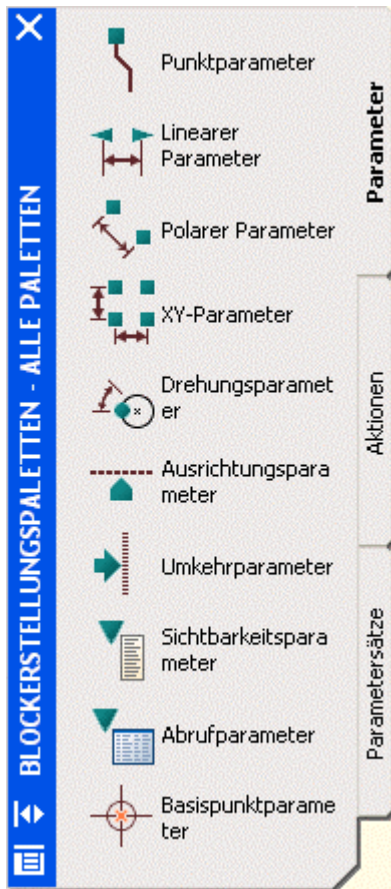 BLOCKERSTELLUNGSPALETTEN - ALLE PALETTEN
Punktparameter
Linearer
Parameter
Polarer Parameter
XY-Parameter
Drehungsparamet
er
Ausrichtungspara
meter
Umkehrparameter
Sichtbarkeitspara
meter
Abrufparameter
Basispunktparame
ter
Parameter
Aktionen
Parametersätze